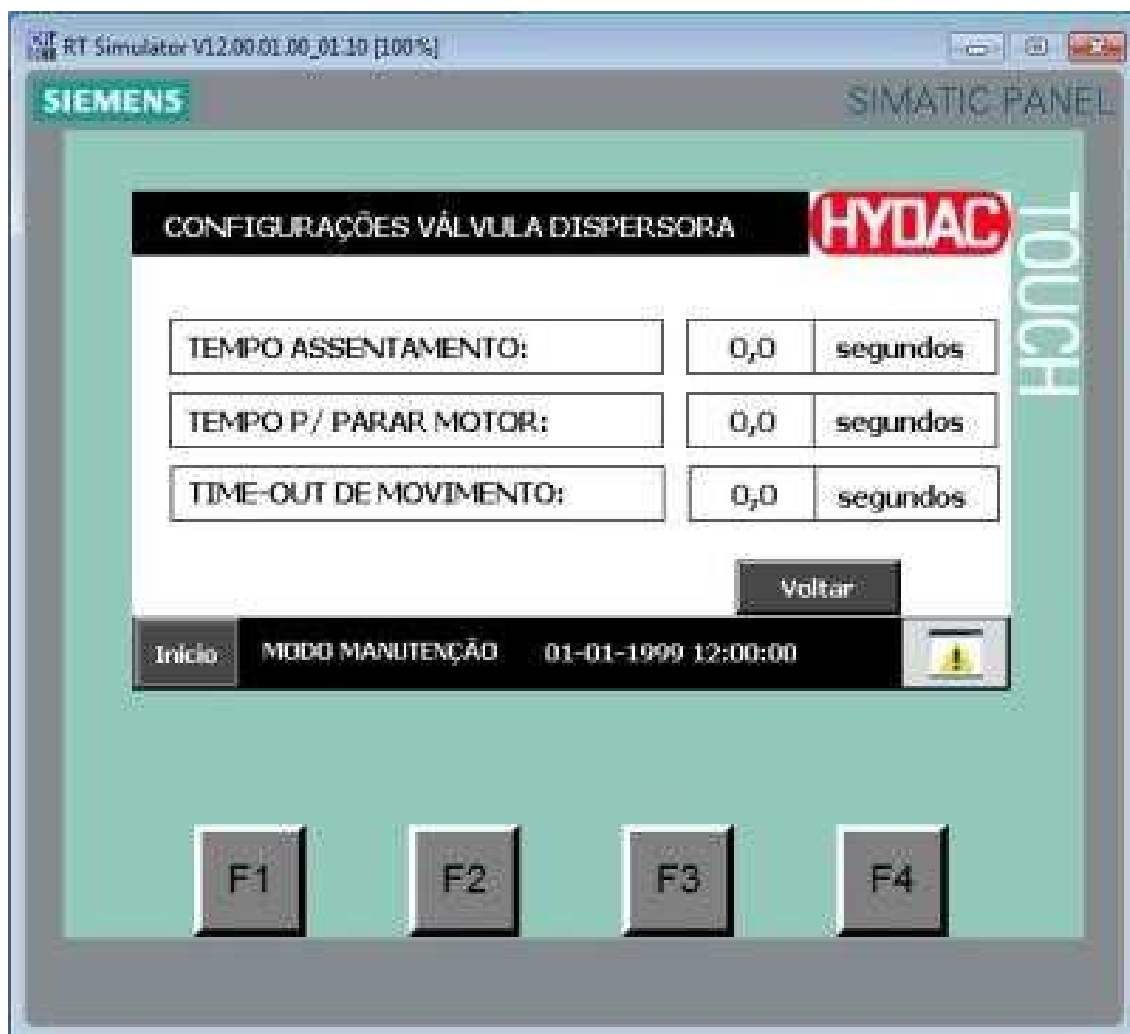 RT Simulator V12.00.01.00_01.10 [100%]
SIEMENS
SIMATIC PANEL
TOUCH
CONFIGURAÇÕES VÁLVULA DISPERSORA
HYDAC
TEMPO ASSENTAMENTO: 0,0 segundos
TEMPO P/ PARAR MOTOR: 0,0 segundos
TIME-OUT DE MOVIMENTO: 0,0 segundos
Voltar
Início MODO MANUTENÇÃO 01-01-1999 12:00:00
F1 F2 F3 F4